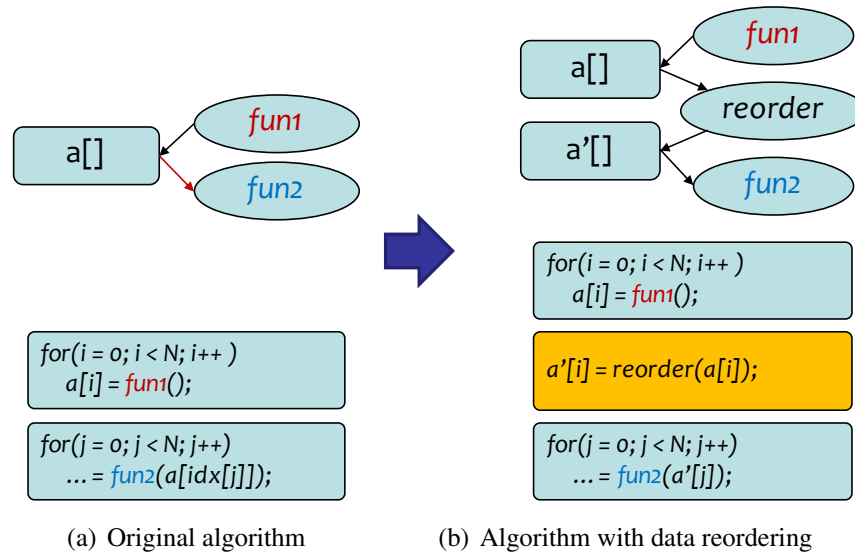 a[]
fun1
fun2
for(i = 0; i < N; i++ )
a[i] = fun1();
for(j = 0; j < N; j++)
... = fun2(a[idx[j]]);
(a) Original algorithm
fun1
a[]
reorder
a'[]
fun2
for(i = 0; i < N; i++ )
a[i] = fun1();
a'[i] = reorder(a[i]);
for(j = 0; j < N; j++)
... = fun2(a'[j]);
(b) Algorithm with data reordering